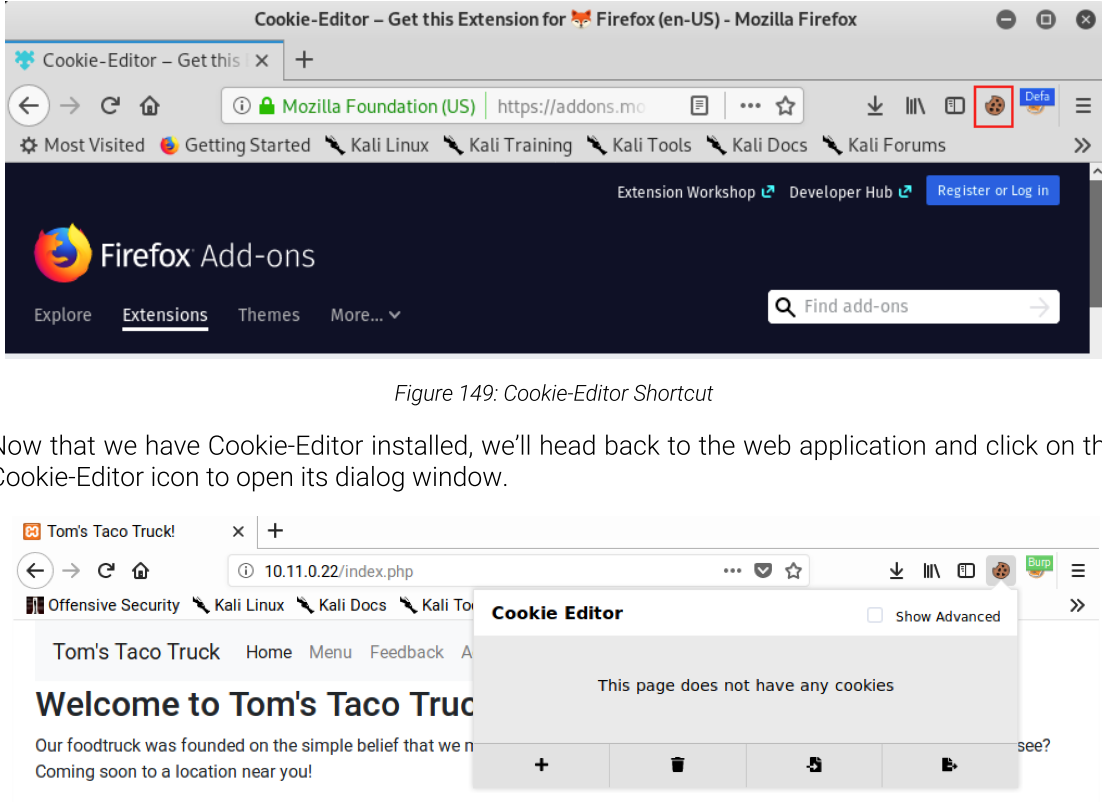 Cookie-Editor – Get this Extension for 🦊 Firefox (en-US) - Mozilla Firefox
Cookie-Editor – Get this
Mozilla Foundation (US) https://addons.mo
Defa
Most Visited Getting Started Kali Linux Kali Training Kali Tools Kali Docs Kali Forums
Extension Workshop Developer Hub Register or Log in
Firefox Add-ons
Explore Extensions Themes More...
Find add-ons
Figure 149: Cookie-Editor Shortcut
Now that we have Cookie-Editor installed, we’ll head back to the web application and click on th
Cookie-Editor icon to open its dialog window.
Tom's Taco Truck!
10.11.0.22/index.php
Burp
Offensive Security Kali Linux Kali Docs Kali To
Cookie Editor Show Advanced
Tom's Taco Truck Home Menu Feedback A
This page does not have any cookies
Welcome to Tom's Taco Truc
Our foodtruck was founded on the simple belief that we m see?
Coming soon to a location near you!